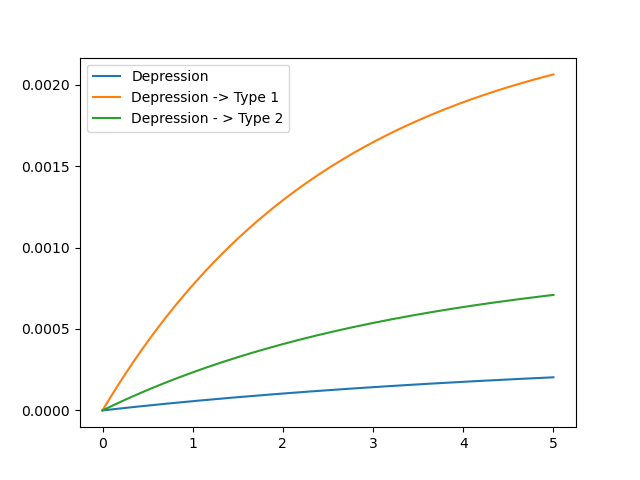 Depression
Depression -> Type 1
Depression - > Type 2
0.0020
0.0015
0.0010
0.0005
0.0000
0 1 2 3 4 5